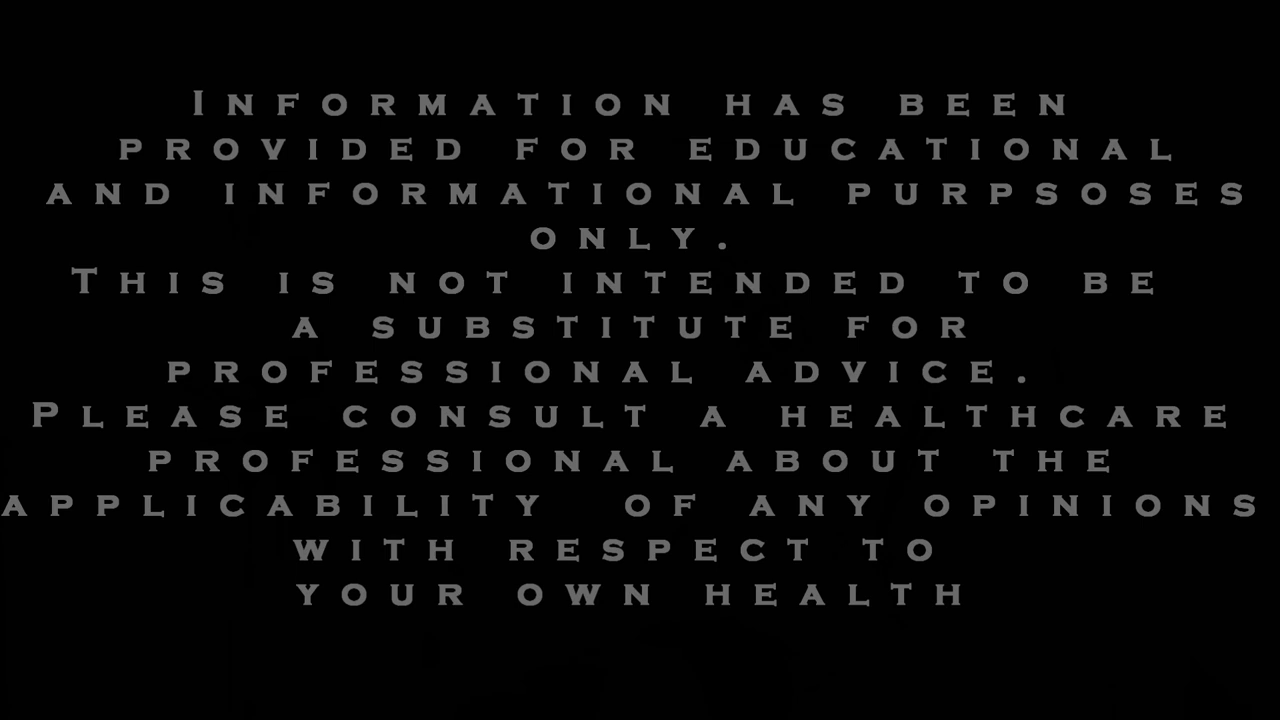 Information has been
provided for educational
and informational purpsoses
only.
This is not intended to be
a substitute for
professional advice.
Please consult a healthcare
professional about the
applicability of any opinions
with respect to
your own health